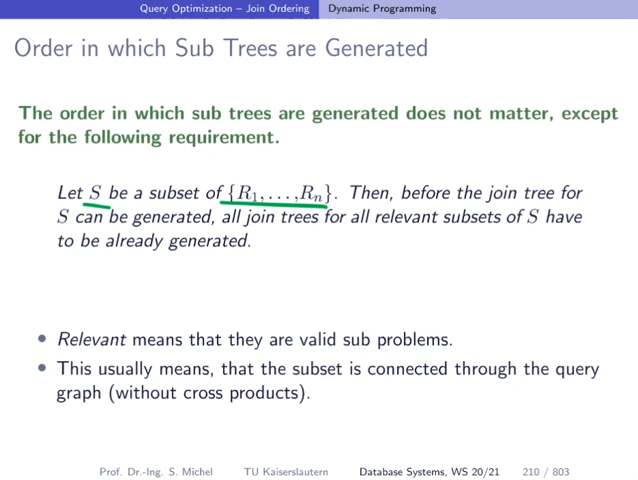 Query Optimization – Join Ordering Dynamic Programming
Order in which Sub Trees are Generated
The order in which sub trees are generated does not matter, except
for the following requirement.
Let S be a subset of {R₁,...,Rₙ}. Then, before the join tree for
S can be generated, all join trees for all relevant subsets of S have
to be already generated.
• Relevant means that they are valid sub problems.
• This usually means, that the subset is connected through the query
graph (without cross products).
Prof. Dr.-Ing. S. Michel TU Kaiserslautern Database Systems, WS 20/21 210 / 803